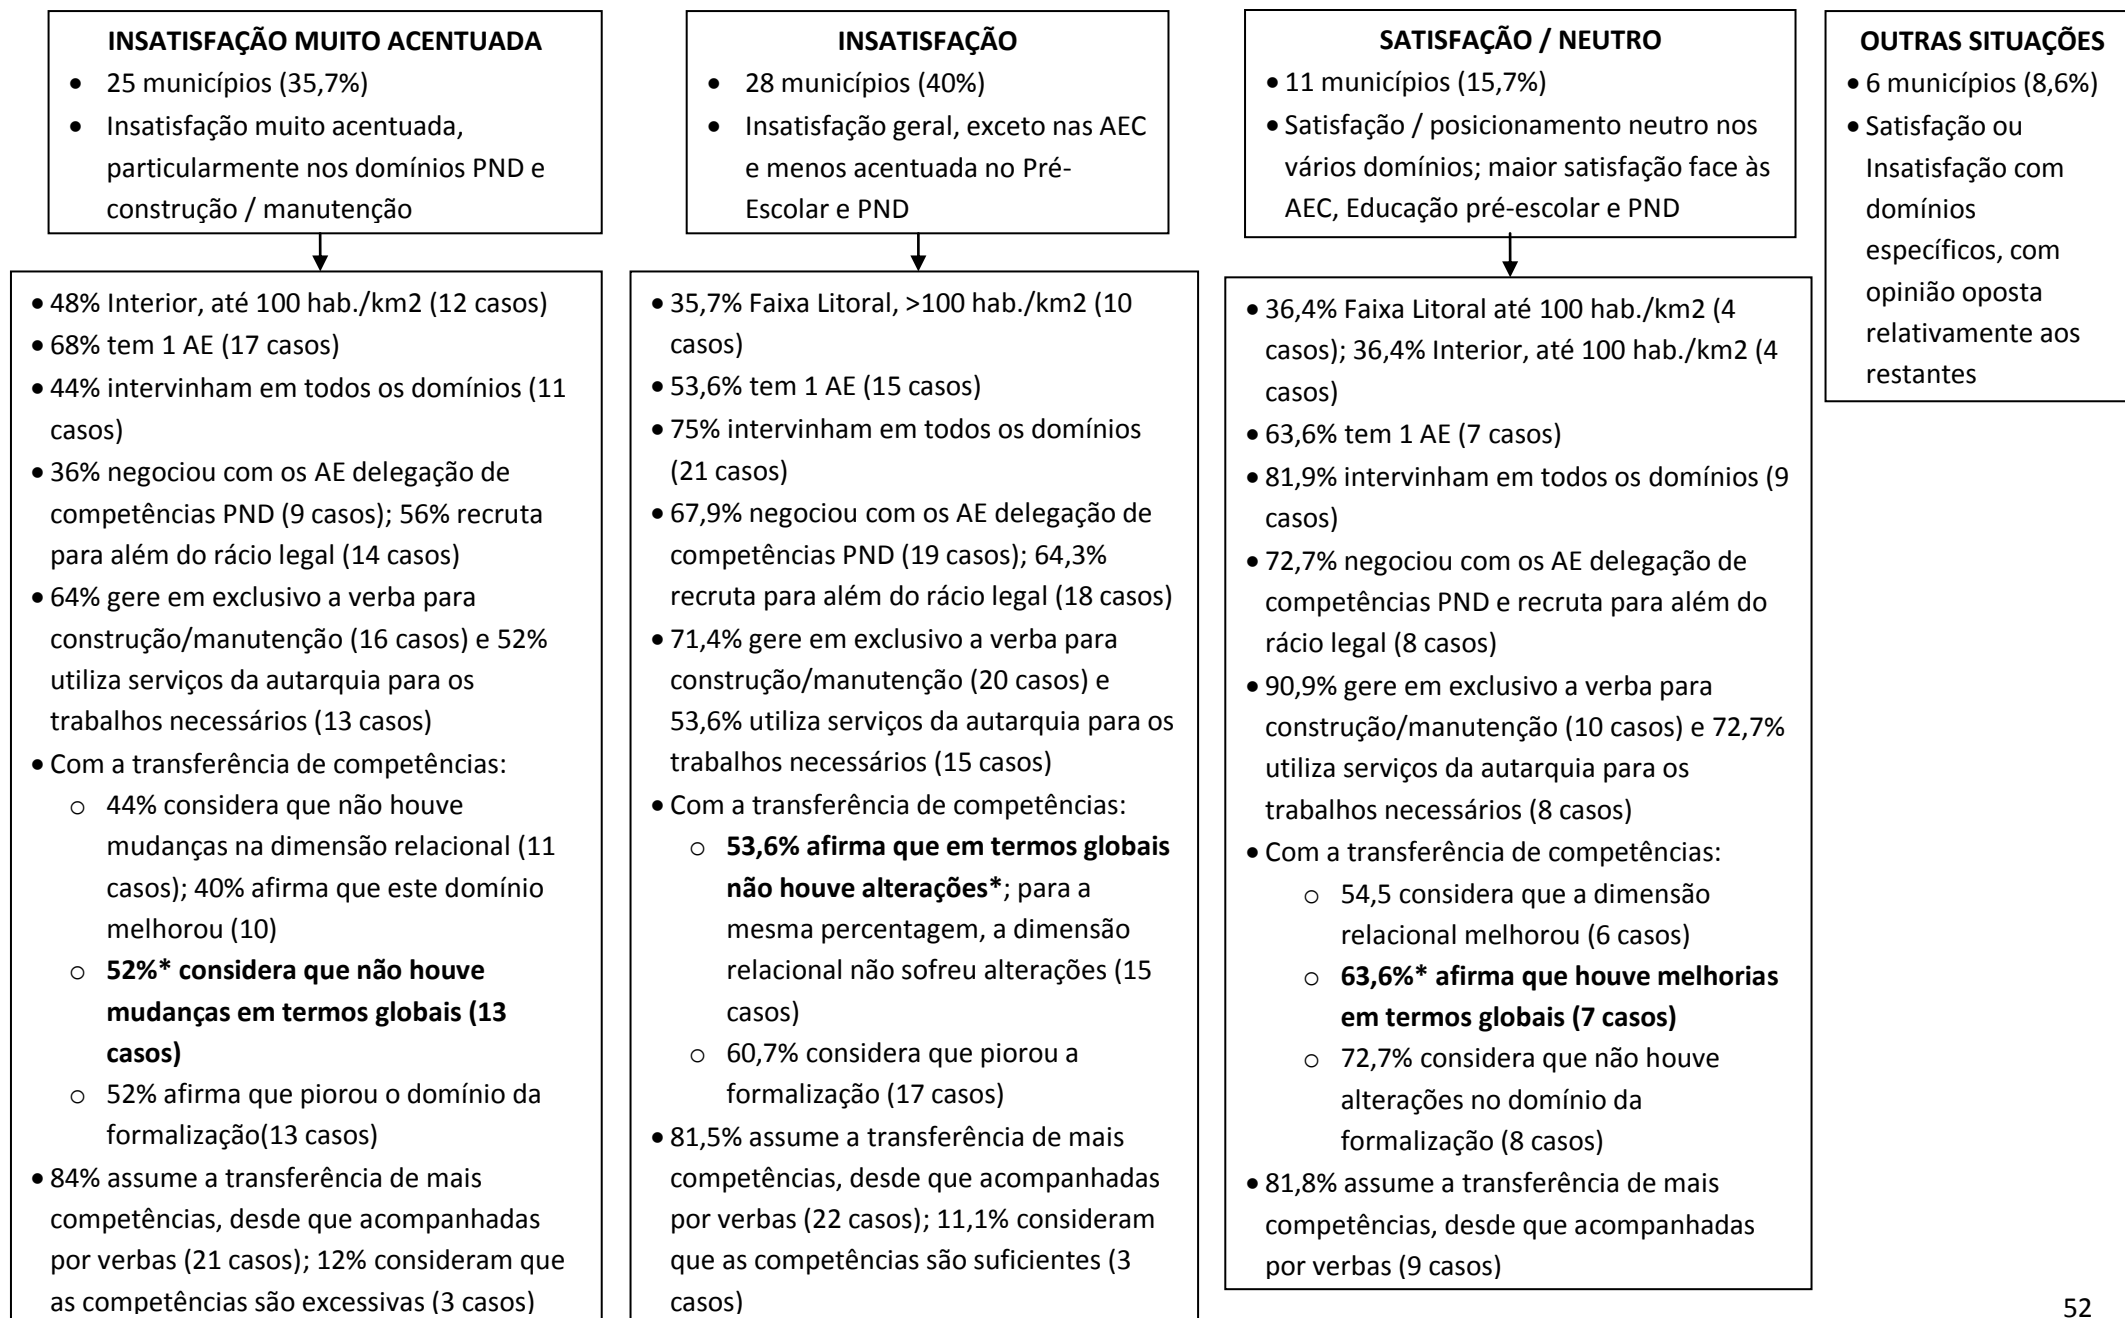 INSATISFAÇÃO MUITO ACENTUADA
• 25 municípios (35,7%)
• Insatisfação muito acentuada,
particularmente nos domínios PND e
construção / manutenção
• 48% Interior, até 100 hab./km2 (12 casos)
• 68% tem 1 AE (17 casos)
• 44% intervinham em todos os domínios (11
casos)
• 36% negociou com os AE delegação de
competências PND (9 casos); 56% recruta
para além do rácio legal (14 casos)
• 64% gere em exclusivo a verba para
construção/manutenção (16 casos) e 52%
utiliza serviços da autarquia para os
trabalhos necessários (13 casos)
• Com a transferência de competências:
o 44% considera que não houve
mudanças na dimensão relacional (11
casos); 40% afirma que este domínio
melhorou (10)
o 52%* considera que não houve
mudanças em termos globais (13
casos)
o 52% afirma que piorou o domínio da
formalização(13 casos)
• 84% assume a transferência de mais
competências, desde que acompanhadas
por verbas (21 casos); 12% consideram que
as competências são excessivas (3 casos)
INSATISFAÇÃO
• 28 municípios (40%)
• Insatisfação geral, exceto nas AEC
e menos acentuada no Pré-
Escolar e PND
• 35,7% Faixa Litoral, >100 hab./km2 (10
casos)
• 53,6% tem 1 AE (15 casos)
• 75% intervinham em todos os domínios
(21 casos)
• 67,9% negociou com os AE delegação de
competências PND (19 casos); 64,3%
recruta para além do rácio legal (18 casos)
• 71,4% gere em exclusivo a verba para
construção/manutenção (20 casos) e
53,6% utiliza serviços da autarquia para os
trabalhos necessários (15 casos)
• Com a transferência de competências:
o 53,6% afirma que em termos globais
não houve alterações*; para a
mesma percentagem, a dimensão
relacional não sofreu alterações (15
casos)
o 60,7% considera que piorou a
formalização (17 casos)
• 81,5% assume a transferência de mais
competências, desde que acompanhadas
por verbas (22 casos); 11,1% consideram
que as competências são suficientes (3
casos)
SATISFAÇÃO / NEUTRO
• 11 municípios (15,7%)
• Satisfação / posicionamento neutro nos
vários domínios; maior satisfação face às
AEC, Educação pré-escolar e PND
• 36,4% Faixa Litoral até 100 hab./km2 (4
casos); 36,4% Interior, até 100 hab./km2 (4
casos)
• 63,6% tem 1 AE (7 casos)
• 81,9% intervinham em todos os domínios (9
casos)
• 72,7% negociou com os AE delegação de
competências PND e recruta para além do
rácio legal (8 casos)
• 90,9% gere em exclusivo a verba para
construção/manutenção (10 casos) e 72,7%
utiliza serviços da autarquia para os
trabalhos necessários (8 casos)
• Com a transferência de competências:
o 54,5 considera que a dimensão
relacional melhorou (6 casos)
o 63,6%* afirma que houve melhorias
em termos globais (7 casos)
o 72,7% considera que não houve
alterações no domínio da
formalização (8 casos)
• 81,8% assume a transferência de mais
competências, desde que acompanhadas
por verbas (9 casos)
OUTRAS SITUAÇÕES
• 6 municípios (8,6%)
• Satisfação ou
Insatisfação com
domínios
específicos, com
opinião oposta
relativamente aos
restantes
52